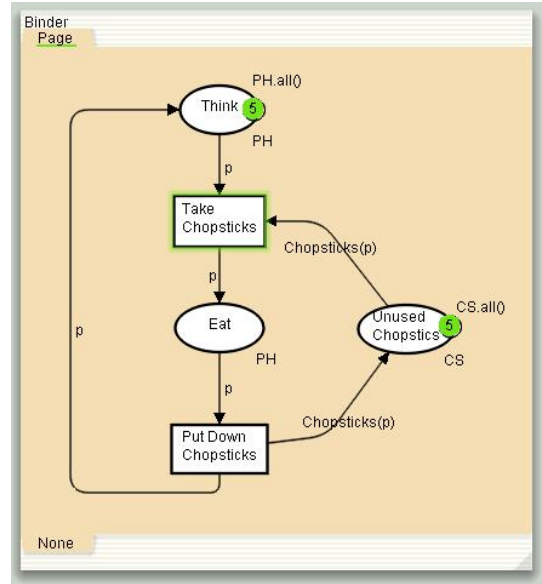 Binder
Page
PH.all()
Think
5
PH
p
Take
Chopsticks
Chopsticks(p)
p
CS.all()
Unused
Chopstics
5
Eat
p
PH
CS
p
Chopsticks(p)
Put Down
Chopsticks
None